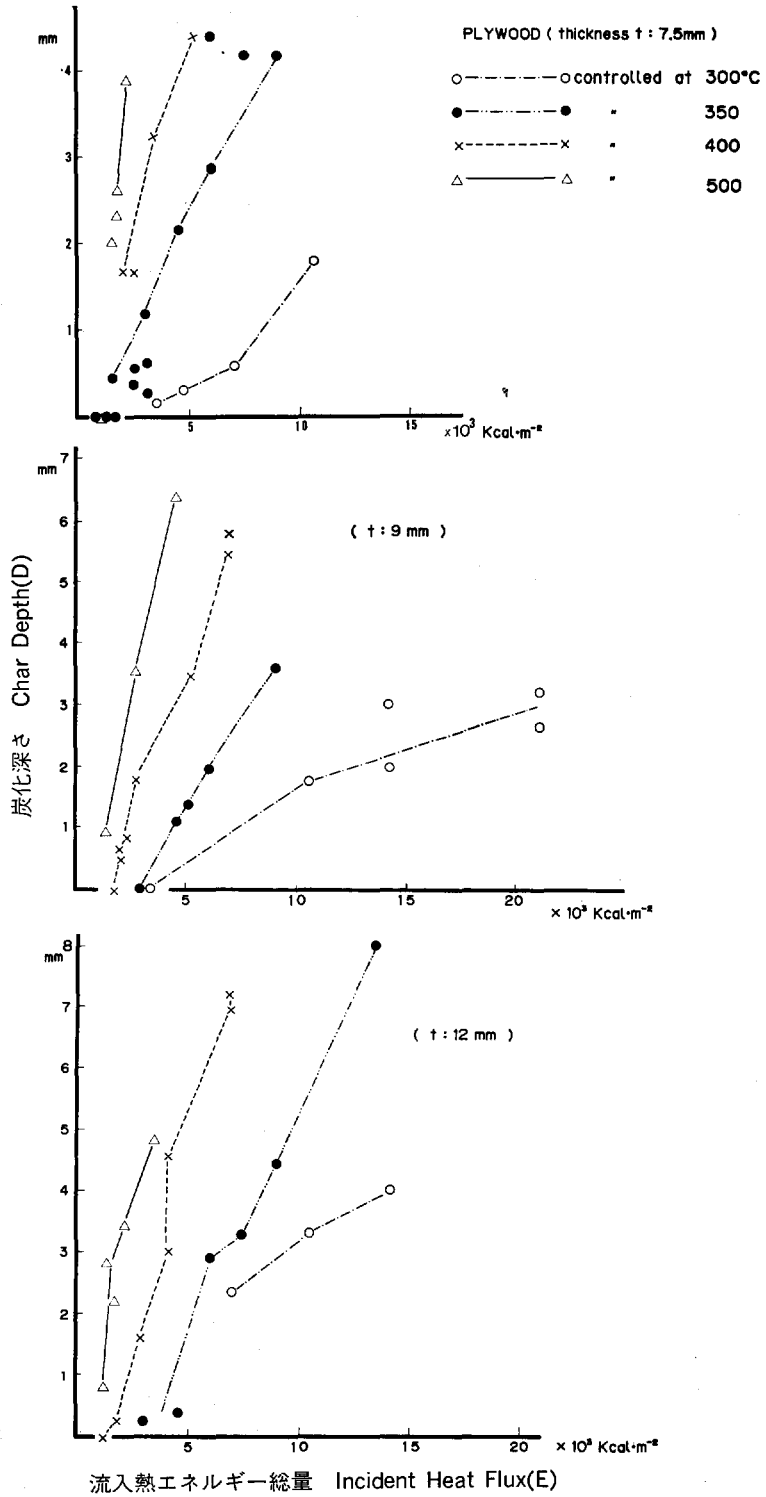 mm
PLYWOOD ( thickness t : 7.5mm )
controlled at 300°C
〃 350
〃 400
〃 500
4
3
2
1
5 10 15 ×10³ Kcal·m⁻²
mm
7
6
5
4
3
2
1
( t : 9 mm )
5 10 15 20
× 10³ Kcal·m⁻²
炭化深さ Char Depth(D)
mm
8
7
6
5
4
3
2
1
( t : 12 mm )
5 10 15 20 × 10³ Kcal·m⁻²
流入熱エネルギー総量 Incident Heat Flux(E)